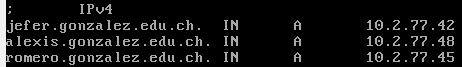 ; IPv4
jefer.gonzalez.edu.ch. IN A 10.2.77.42
alexis.gonzalez.edu.ch. IN A 10.2.77.48
romero.gonzalez.edu.ch. IN A 10.2.77.45